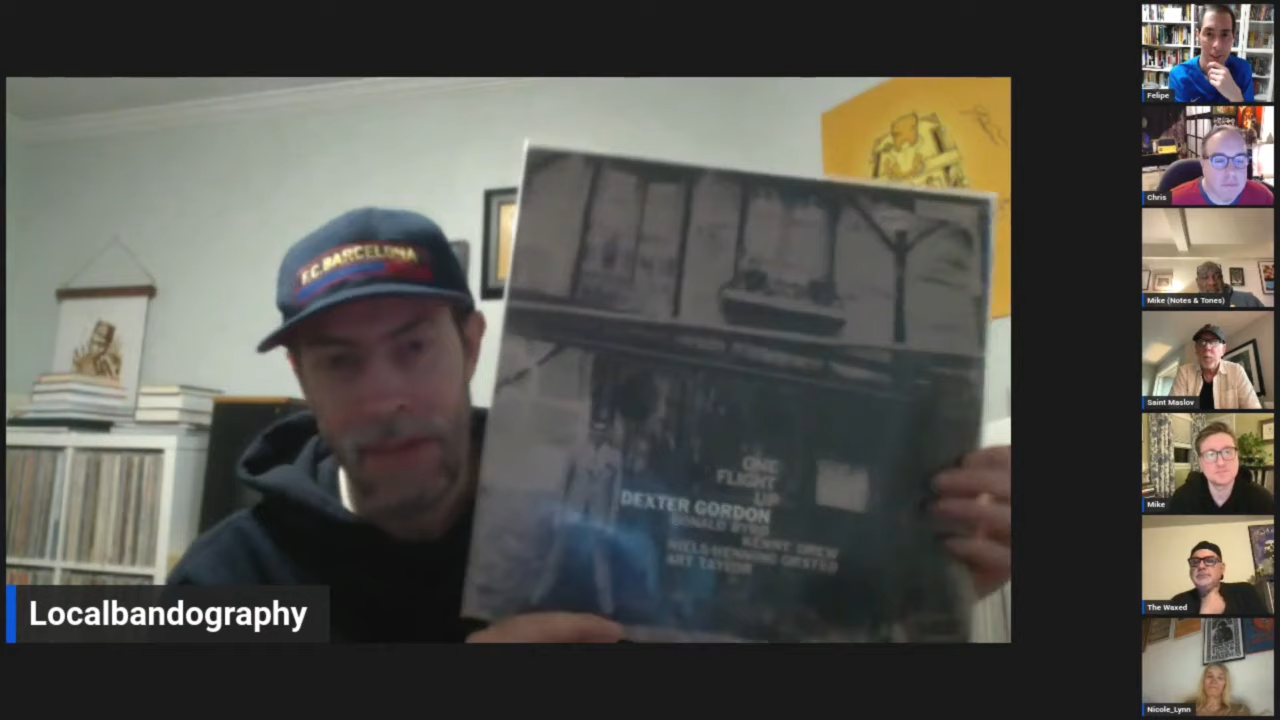 F.C. BARCELONA
ONE
FLIGHT
UP
DEXTER GORDON
DONALD BYRD
KENNY DREW
NIELS-HENNING ORSTED
ART TAYLOR
Localbandography
Felipe
Chris
Mike (Notes & Tones)
Saint Maslov
Mike
The Waxed
Nicole_Lynn